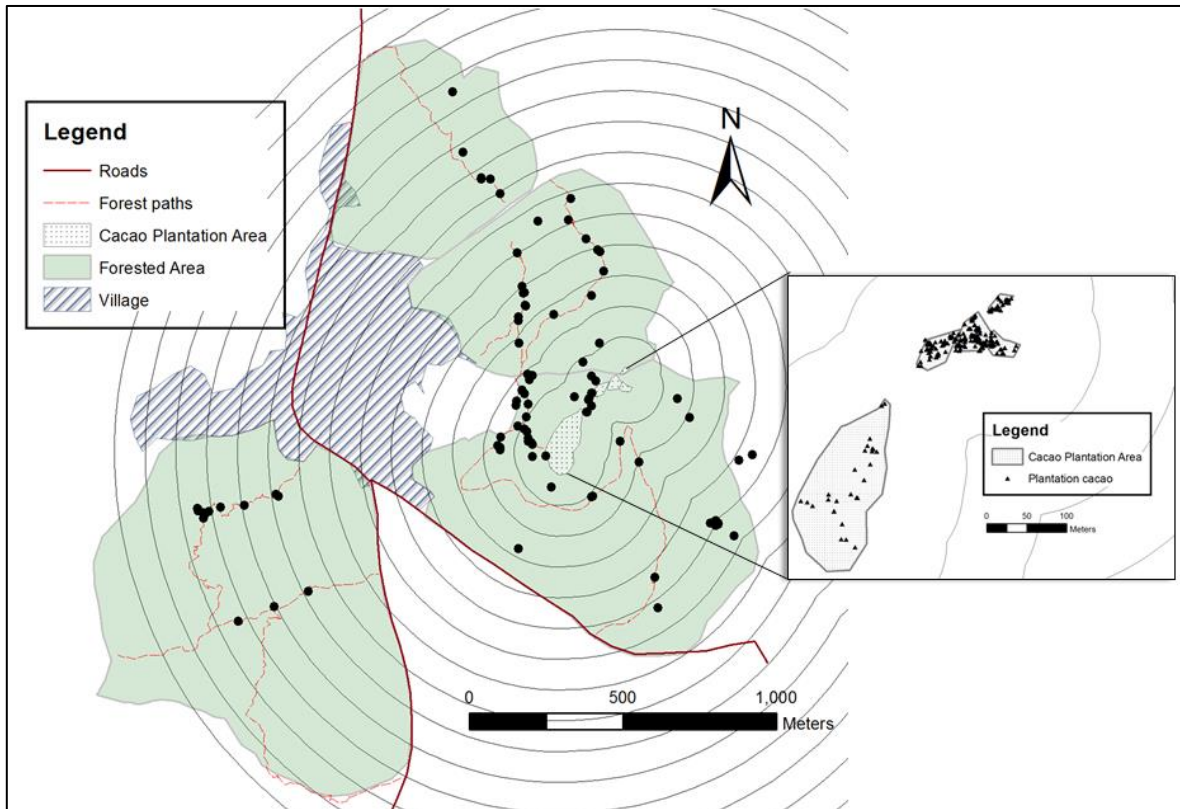 Legend
Roads
Forest paths
Cacao Plantation Area
Forested Area
Village
N
Legend
Cacao Plantation Area
Plantation cacao
0 50 100
Meters
0 500 1,000
Meters